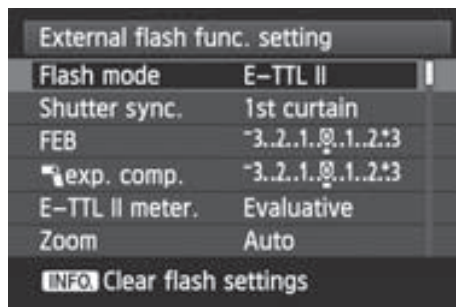 External flash func. setting
Flash mode E-TTL II
Shutter sync. 1st curtain
FEB -3..2..1..0..1..2.+3
exp. comp. -3..2..1..0..1..2.+3
E-TTL II meter. Evaluative
Zoom Auto
INFO. Clear flash settings